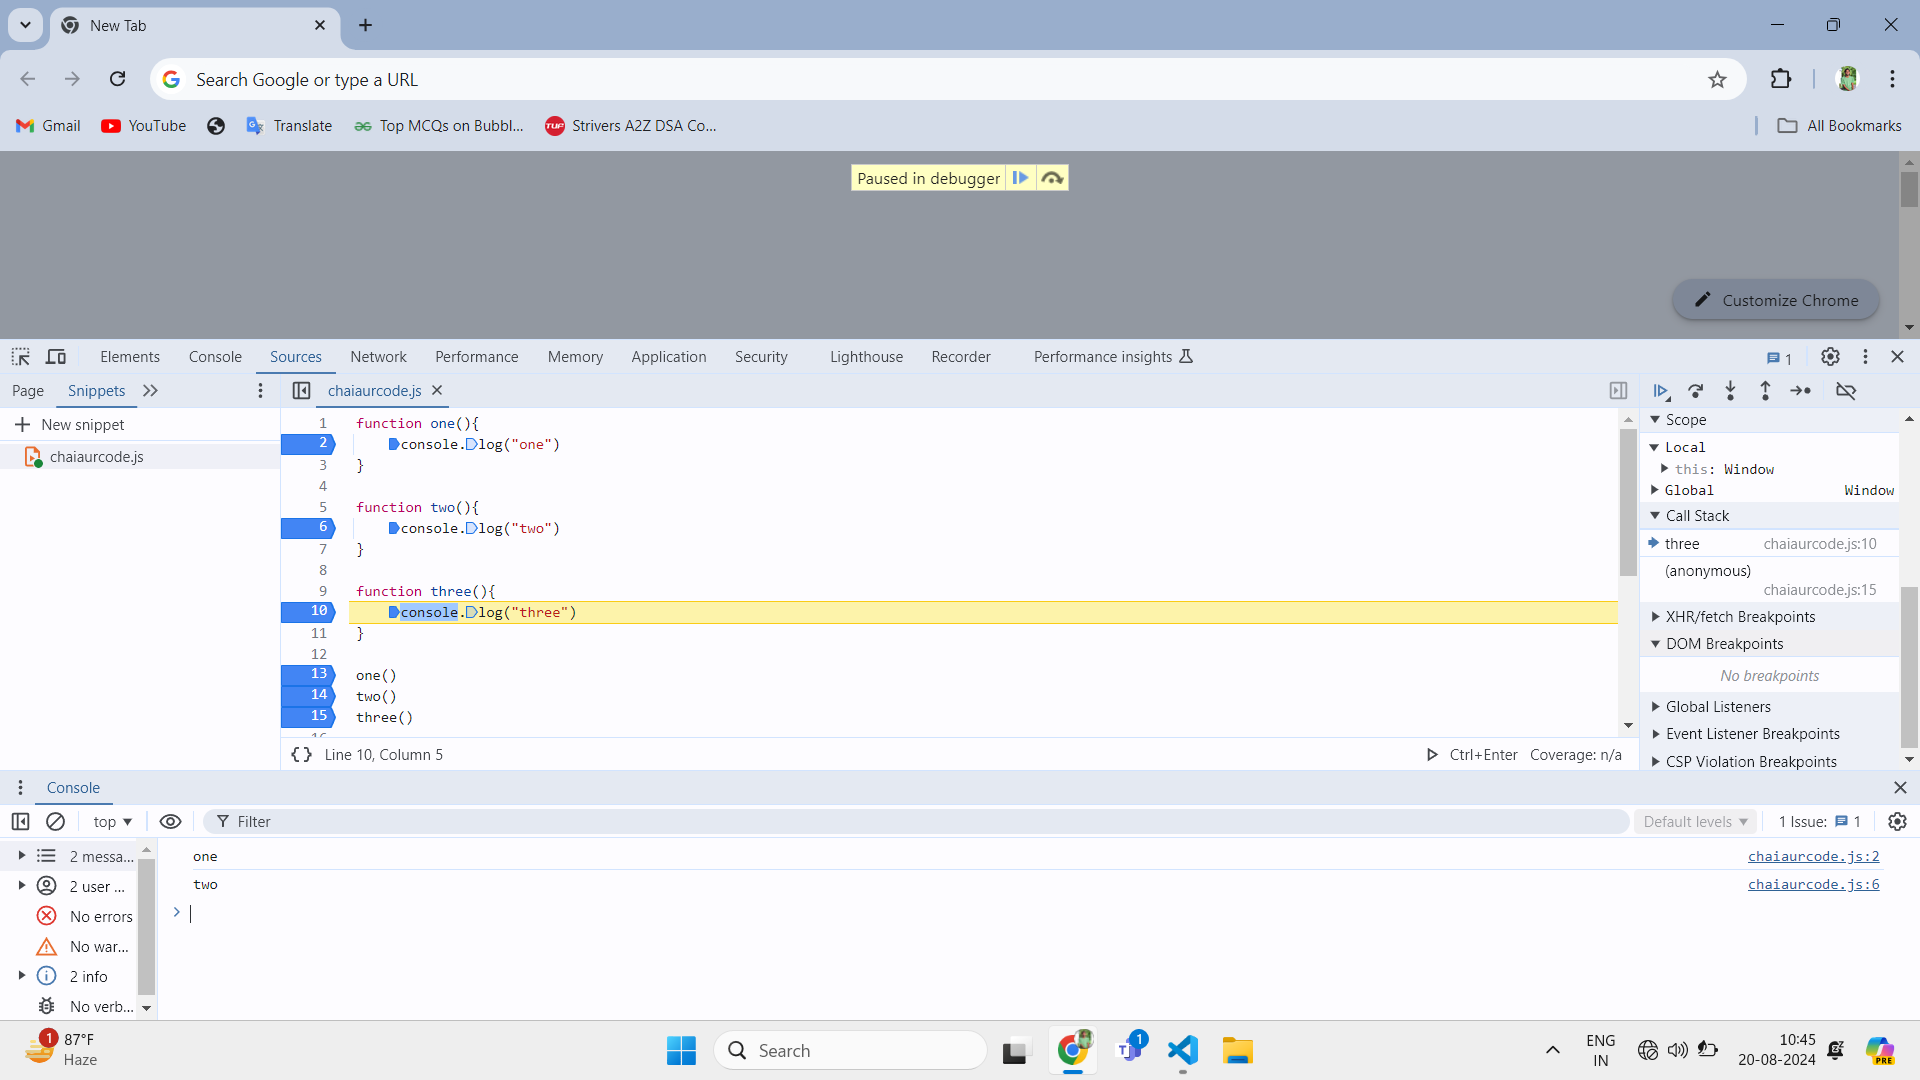 New Tab
Search Google or type a URL
Gmail YouTube Translate Top MCQs on Bubbl... Strivers A2Z DSA Co... All Bookmarks
Paused in debugger
Customize Chrome
Elements Console Sources Network Performance Memory Application Security Lighthouse Recorder Performance insights 1
Page Snippets chaiaurcode.js
New snippet
chaiaurcode.js
1 function one(){
2 console.log("one")
3 }
4
5 function two(){
6 console.log("two")
7 }
8
9 function three(){
10 console.log("three")
11 }
12
13 one()
14 two()
15 three()
16
{} Line 10, Column 5 Ctrl+Enter Coverage: n/a
Scope
Local
this: Window
Global Window
Call Stack
three chaiaurcode.js:10
(anonymous)
chaiaurcode.js:15
XHR/fetch Breakpoints
DOM Breakpoints
No breakpoints
Global Listeners
Event Listener Breakpoints
CSP Violation Breakpoints
Console
top Filter Default levels 1 Issue: 1
2 messa...
2 user ...
No errors
No war...
2 info
No verb...
one chaiaurcode.js:2
two chaiaurcode.js:6
>
1 87°F
Haze
Search
1
ENG
IN
10:45
20-08-2024
PRE